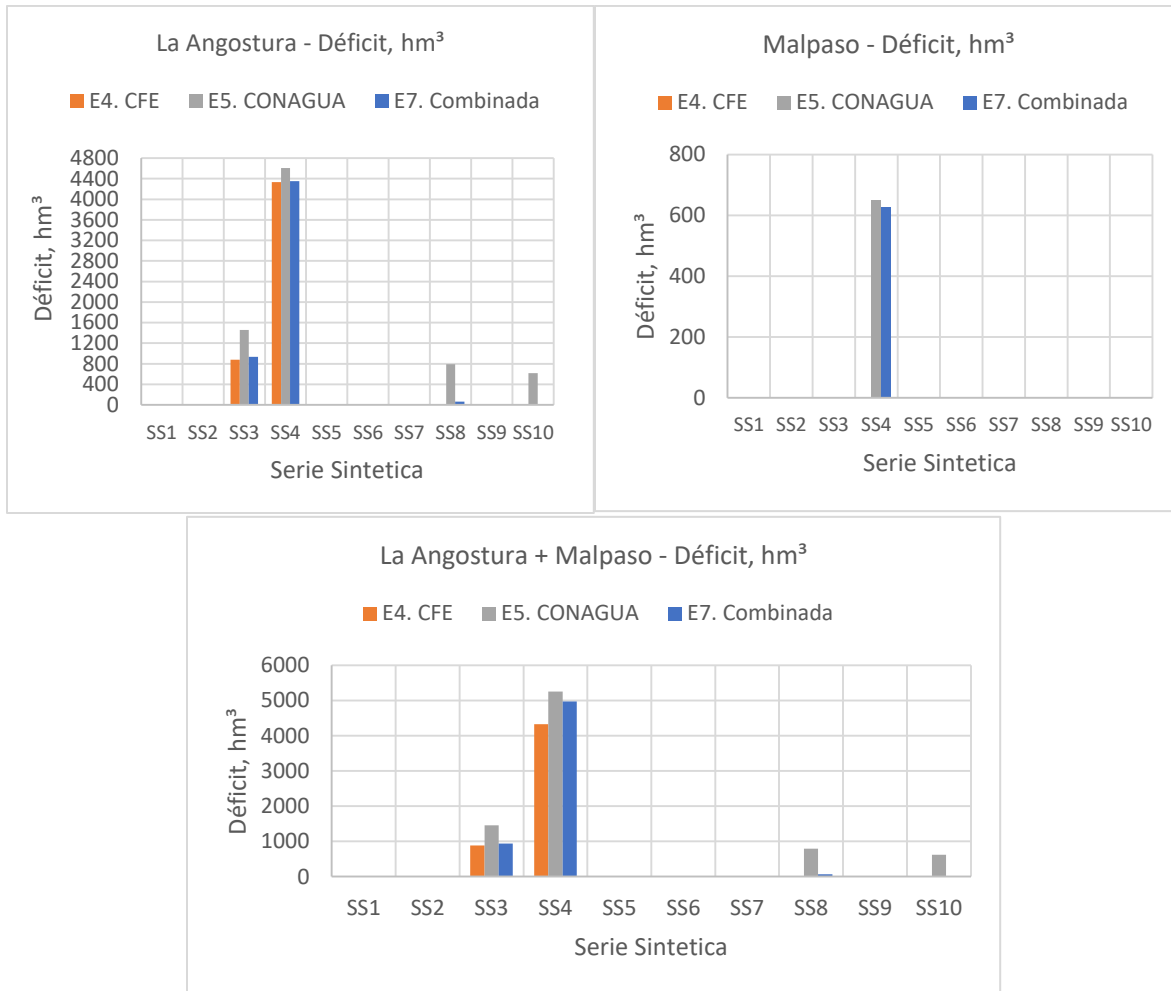 La Angostura - Déficit, hm³
E4. CFE E5. CONAGUA E7. Combinada
4800
4400
4000
3600
3200
2800
2400
2000
1600
1200
800
400
0
Déficit, hm³
SS1 SS2 SS3 SS4 SS5 SS6 SS7 SS8 SS9 SS10
Serie Sintetica
Malpaso - Déficit, hm³
E4. CFE E5. CONAGUA E7. Combinada
800
600
400
200
0
Déficit, hm³
SS1 SS2 SS3 SS4 SS5 SS6 SS7 SS8 SS9 SS10
Serie Sintetica
La Angostura + Malpaso - Déficit, hm³
E4. CFE E5. CONAGUA E7. Combinada
6000
5000
4000
3000
2000
1000
0
Déficit, hm³
SS1 SS2 SS3 SS4 SS5 SS6 SS7 SS8 SS9 SS10
Serie Sintetica